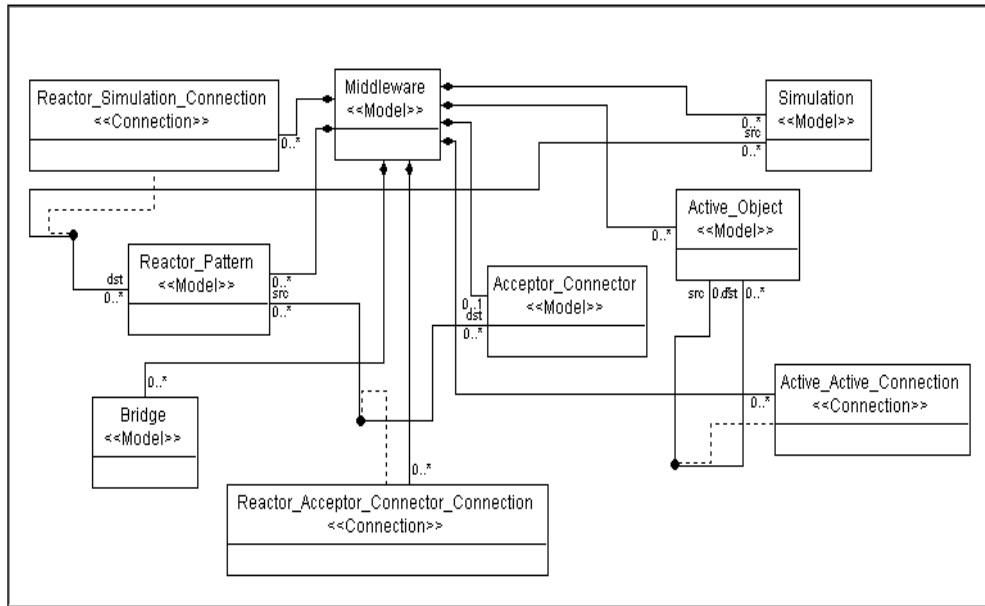 Reactor_Simulation_Connection
<<Connection>>
0..*
Middleware
<<Model>>
Simulation
<<Model>>
0..*
src
0..*
Active_Object
<<Model>>
0..*
src
dst
0..*
Reactor_Pattern
<<Model>>
dst
0..*
0..*
src
0..*
Acceptor_Connector
<<Model>>
0..1
dst
0..*
Active_Active_Connection
<<Connection>>
0..*
Bridge
<<Model>>
0..*
Reactor_Acceptor_Connector_Connection
<<Connection>>
0..*